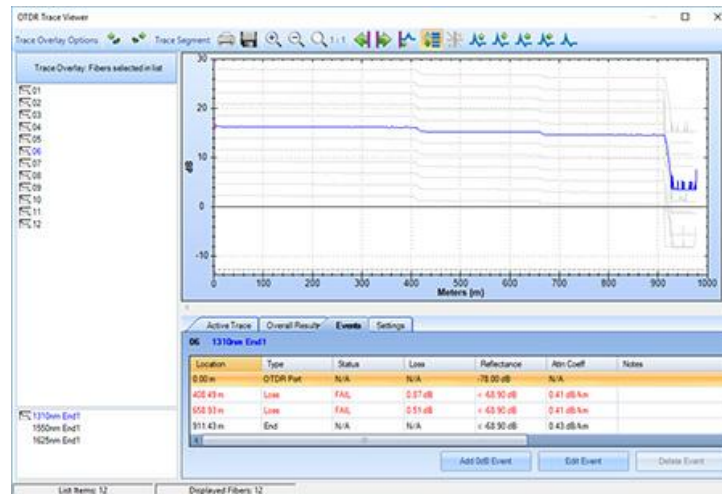 OTDR Trace Viewer
Trace Overlay Options: Trace Segment: 1:1
Trace Overlay: Fibers selected in list
01
02
03
04
05
06
07
08
09
10
11
12
1310nm End1
1550nm End1
1625nm End1
30
20
10
0
-10
dB
0 100 200 300 400 500 600 700 800 900 1000
Meters (m)
Active Trace Overall Results Events Settings
06 1310nm End1
Location Type Status Loss Reflectance Attn Coeff Notes
0.00 m OTDR Port N/A N/A -78.00 dB N/A
408.49 m Loss FAIL 0.87 dB < -68.90 dB 0.41 dB/km
658.93 m Loss FAIL 0.51 dB < -68.90 dB 0.41 dB/km
911.43 m End N/A N/A < -68.90 dB 0.43 dB/km
Add 0dB Event Edit Event Delete Event
List Items: 12 Displayed Fibers: 12